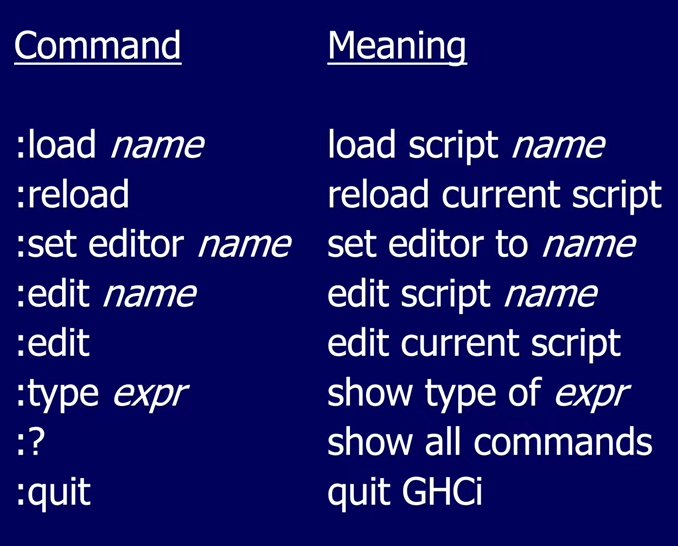 Command Meaning
:load name load script name
:reload reload current script
:set editor name set editor to name
:edit name edit script name
:edit edit current script
:type expr show type of expr
:? show all commands
:quit quit GHCi